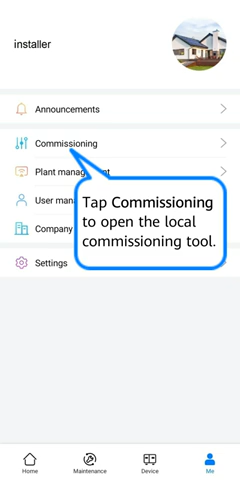 installer
Announcements
Commissioning
Plant management
User mana
Company
Tap Commissioning
to open the local
commissioning tool.
Settings
Home
Maintenance
Device
Me